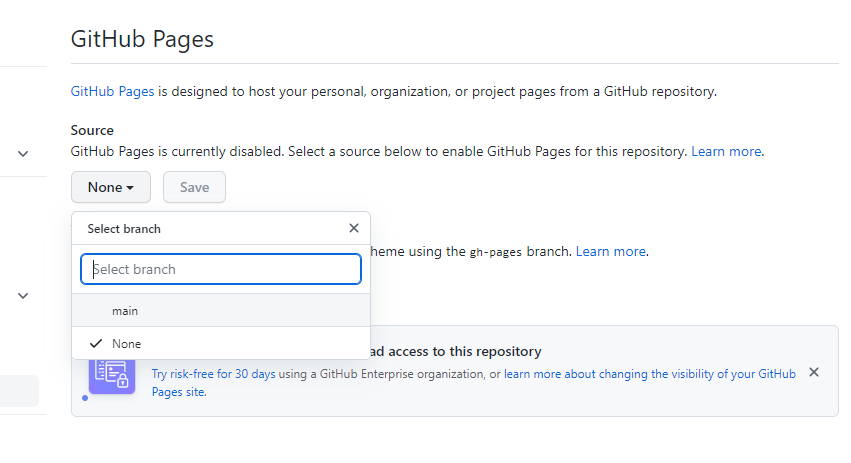 GitHub Pages
GitHub Pages is designed to host your personal, organization, or project pages from a GitHub repository.
Source
GitHub Pages is currently disabled. Select a source below to enable GitHub Pages for this repository. Learn more.
None
Save
Select branch
heme using the gh-pages branch. Learn more.
Select branch
main
None
ad access to this repository
Try risk-free for 30 days using a GitHub Enterprise organization, or learn more about changing the visibility of your GitHub
Pages site.